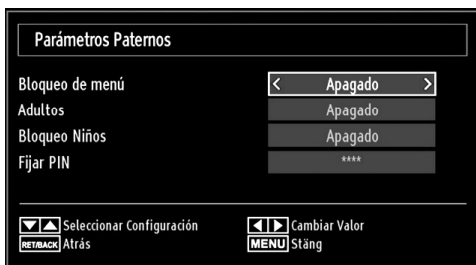 Parámetros Paternos
Bloqueo de menú < Apagado >
Adultos Apagado
Bloqueo Niños Apagado
Fijar PIN ****
Seleccionar Configuración Cambiar Valor
RET/BACK Atrás MENU Stäng